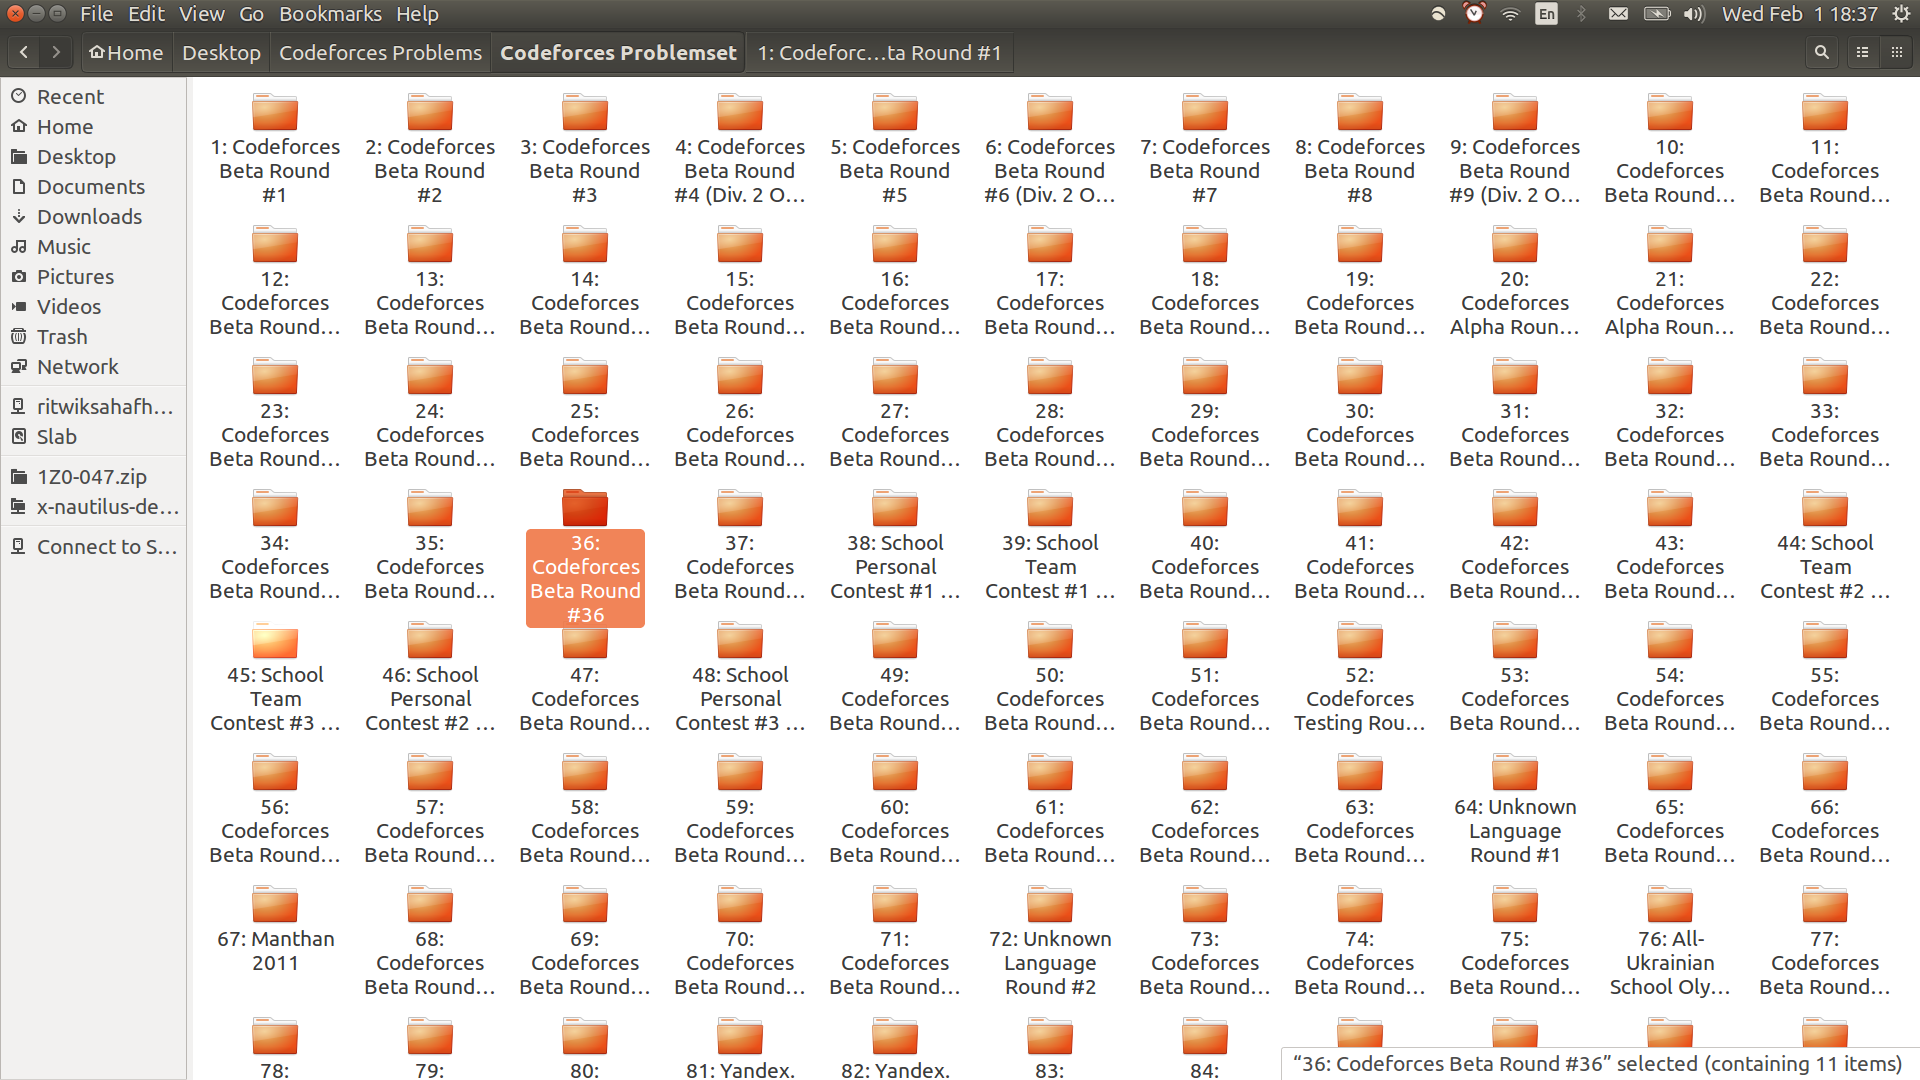 File Edit View Go Bookmarks Help
En
Wed Feb 1 18:37
Home Desktop Codeforces Problems Codeforces Problemset 1: Codeforc…ta Round #1
Recent
Home
Desktop
Documents
Downloads
Music
Pictures
Videos
Trash
Network
ritwiksahafh…
Slab
1Z0-047.zip
x-nautilus-de…
Connect to S…
1: Codeforces
Beta Round
#1
2: Codeforces
Beta Round
#2
3: Codeforces
Beta Round
#3
4: Codeforces
Beta Round
#4 (Div. 2 O…
5: Codeforces
Beta Round
#5
6: Codeforces
Beta Round
#6 (Div. 2 O…
7: Codeforces
Beta Round
#7
8: Codeforces
Beta Round
#8
9: Codeforces
Beta Round
#9 (Div. 2 O…
10:
Codeforces
Beta Round…
11:
Codeforces
Beta Round…
12:
Codeforces
Beta Round…
13:
Codeforces
Beta Round…
14:
Codeforces
Beta Round…
15:
Codeforces
Beta Round…
16:
Codeforces
Beta Round…
17:
Codeforces
Beta Round…
18:
Codeforces
Beta Round…
19:
Codeforces
Beta Round…
20:
Codeforces
Alpha Roun…
21:
Codeforces
Alpha Roun…
22:
Codeforces
Beta Round…
23:
Codeforces
Beta Round…
24:
Codeforces
Beta Round…
25:
Codeforces
Beta Round…
26:
Codeforces
Beta Round…
27:
Codeforces
Beta Round…
28:
Codeforces
Beta Round…
29:
Codeforces
Beta Round…
30:
Codeforces
Beta Round…
31:
Codeforces
Beta Round…
32:
Codeforces
Beta Round…
33:
Codeforces
Beta Round…
34:
Codeforces
Beta Round…
35:
Codeforces
Beta Round…
36:
Codeforces
Beta Round
#36
37:
Codeforces
Beta Round…
38: School
Personal
Contest #1 …
39: School
Team
Contest #1 …
40:
Codeforces
Beta Round…
41:
Codeforces
Beta Round…
42:
Codeforces
Beta Round…
43:
Codeforces
Beta Round…
44: School
Team
Contest #2 …
45: School
Team
Contest #3 …
46: School
Personal
Contest #2 …
47:
Codeforces
Beta Round…
48: School
Personal
Contest #3 …
49:
Codeforces
Beta Round…
50:
Codeforces
Beta Round…
51:
Codeforces
Beta Round…
52:
Codeforces
Testing Rou…
53:
Codeforces
Beta Round…
54:
Codeforces
Beta Round…
55:
Codeforces
Beta Round…
56:
Codeforces
Beta Round…
57:
Codeforces
Beta Round…
58:
Codeforces
Beta Round…
59:
Codeforces
Beta Round…
60:
Codeforces
Beta Round…
61:
Codeforces
Beta Round…
62:
Codeforces
Beta Round…
63:
Codeforces
Beta Round…
64: Unknown
Language
Round #1
65:
Codeforces
Beta Round…
66:
Codeforces
Beta Round…
67: Manthan
2011
68:
Codeforces
Beta Round…
69:
Codeforces
Beta Round…
70:
Codeforces
Beta Round…
71:
Codeforces
Beta Round…
72: Unknown
Language
Round #2
73:
Codeforces
Beta Round…
74:
Codeforces
Beta Round…
75:
Codeforces
Beta Round…
76: All-
Ukrainian
School Oly…
77:
Codeforces
Beta Round…
78:
79:
80:
81: Yandex.
82: Yandex.
83:
84:
“36: Codeforces Beta Round #36” selected (containing 11 items)